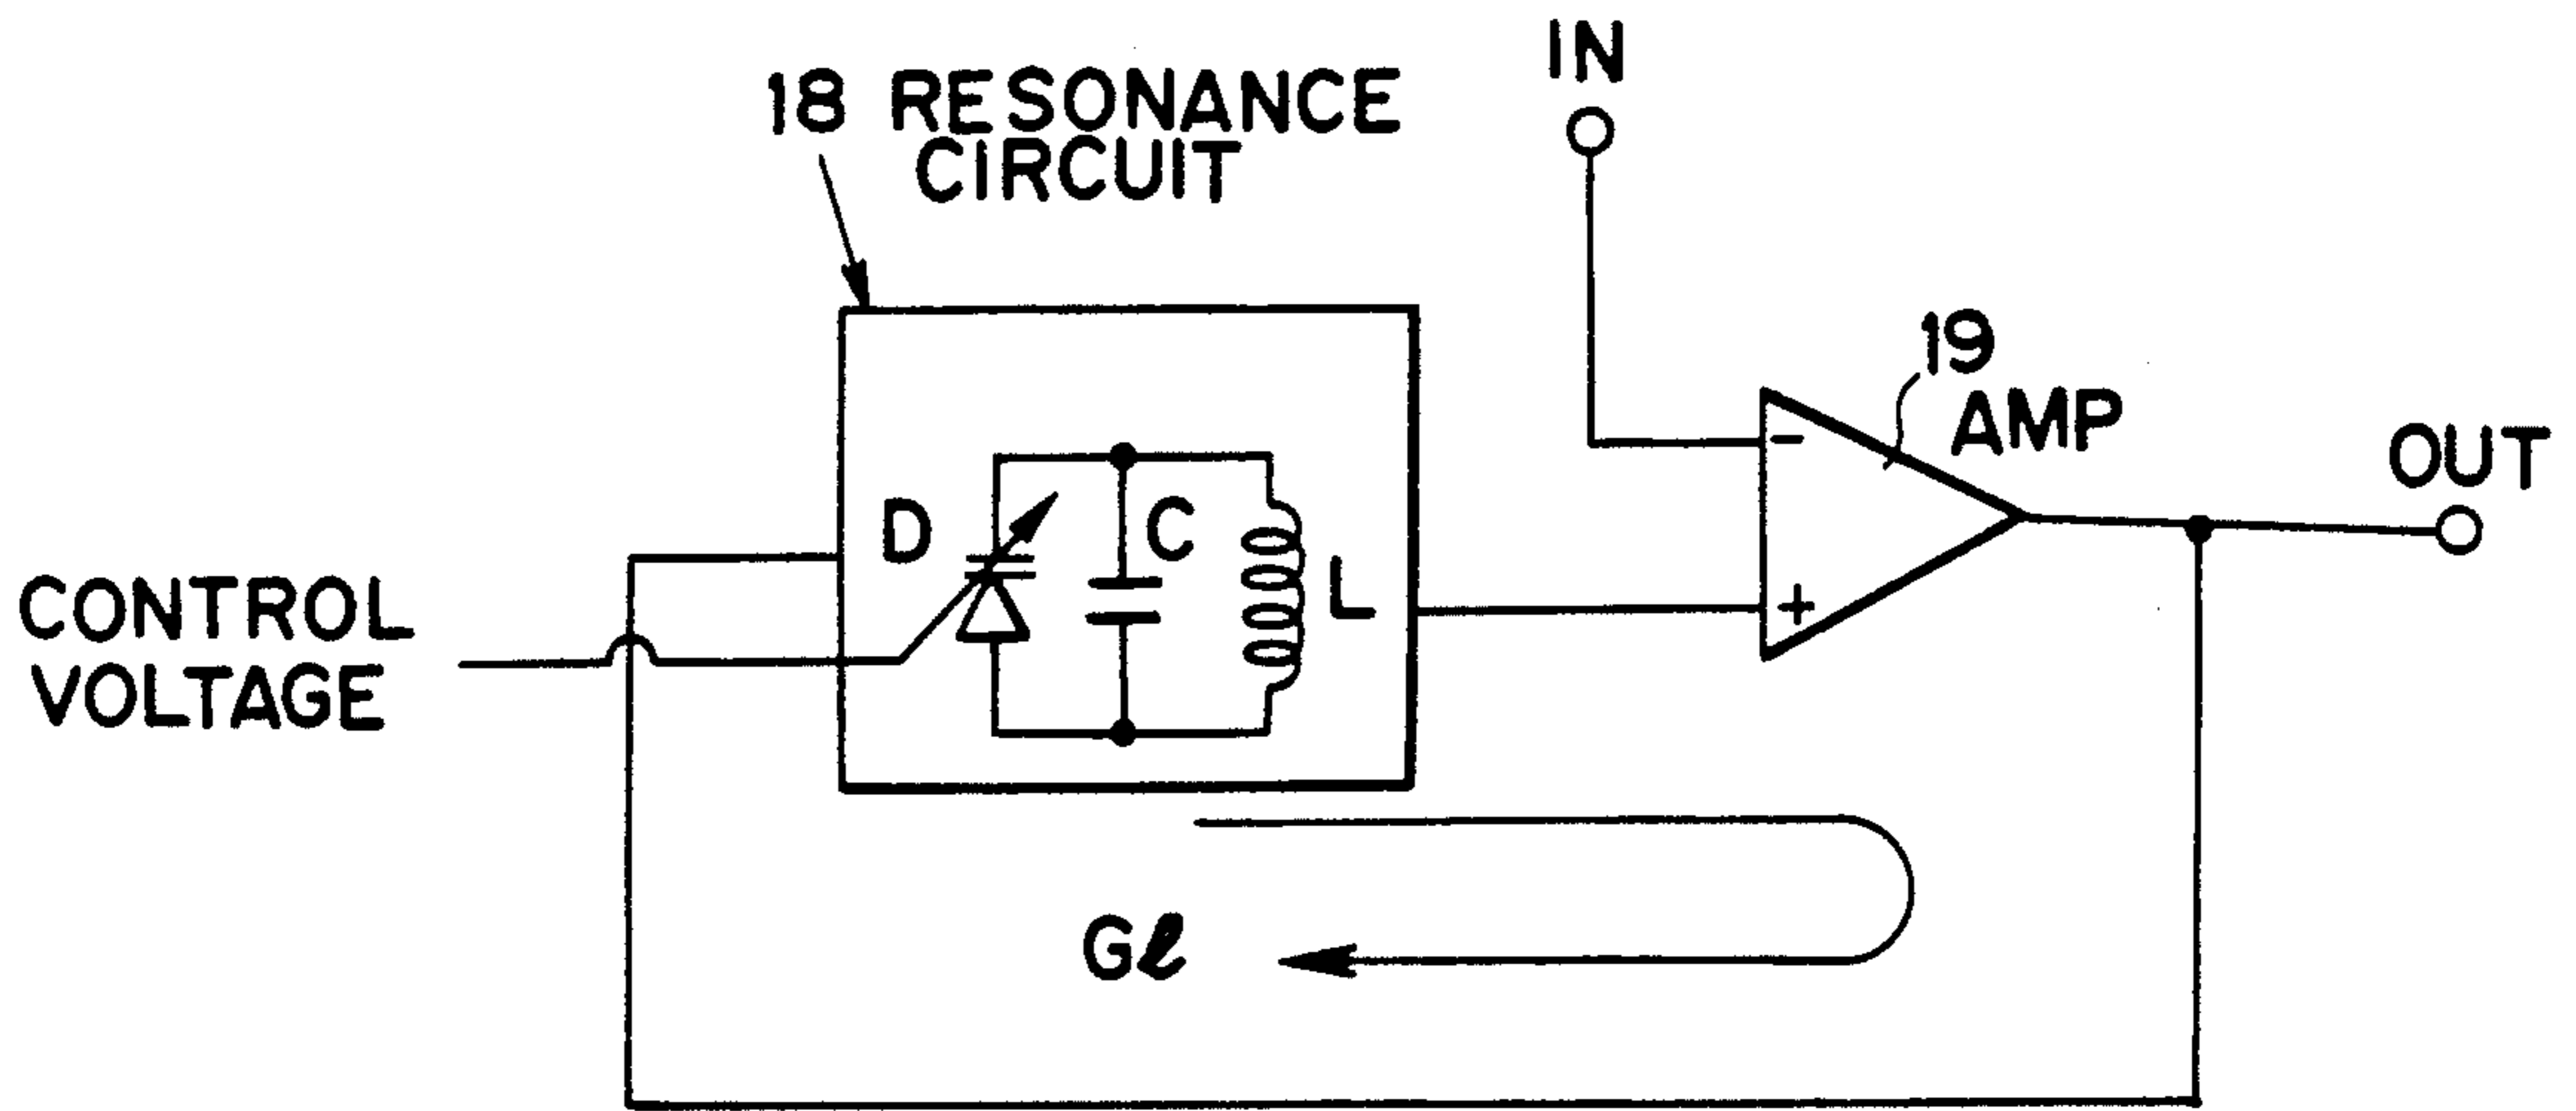 IN
18 RESONANCE
CIRCUIT
19
AMP
OUT
D
C
L
-
+
CONTROL
VOLTAGE
Gℓ